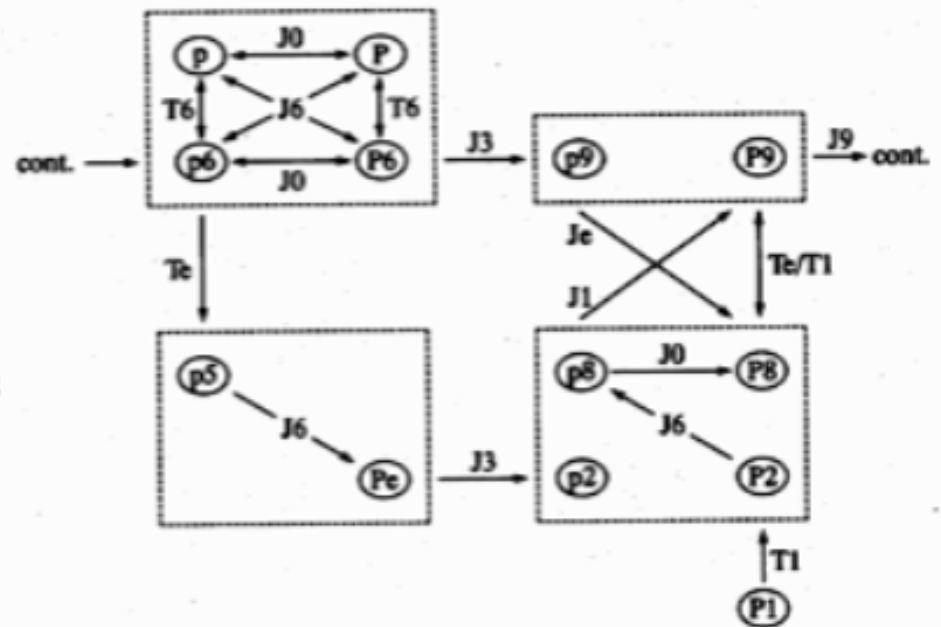 p J0 P
T6 J6 T6
cont. p6 J0 P6 J3 p9 P9 J9 cont.
Te Je J1 Te/T1
p5 J6 Pe J3 p8 J0 P8
J6
p2 P2
T1
P1